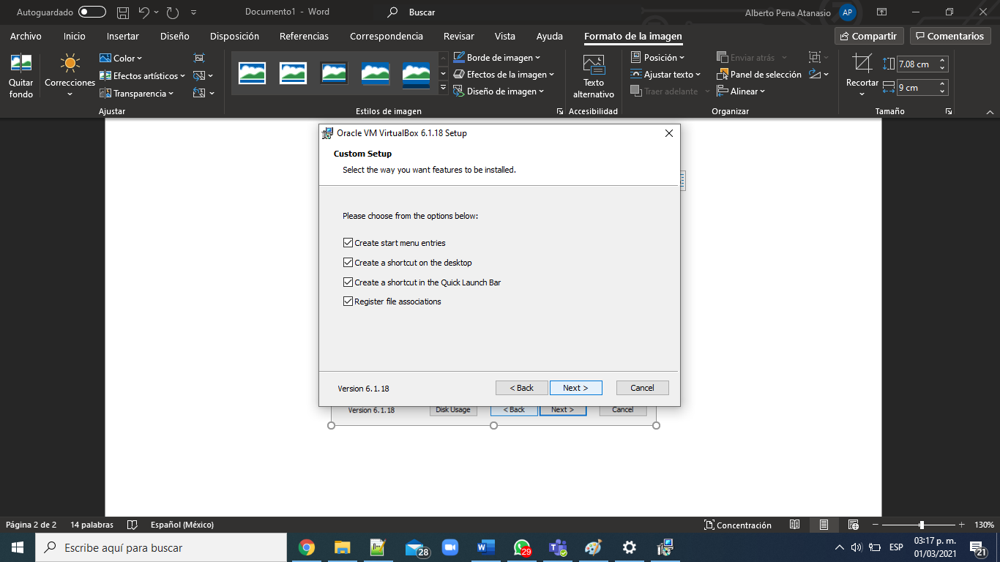 Autoguardado
Documento1 - Word
Buscar
Alberto Pena Atanasio
AP
Archivo Inicio Insertar Diseño Disposición Referencias Correspondencia Revisar Vista Ayuda Formato de la imagen
Compartir
Comentarios
Quitar fondo
Correcciones
Color
Efectos artísticos
Transparencia
Ajustar
Estilos de imagen
Borde de imagen
Efectos de la imagen
Diseño de imagen
Texto alternativo
Accesibilidad
Posición
Ajustar texto
Traer adelante
Enviar atrás
Panel de selección
Alinear
Organizar
Recortar
7.08 cm
9 cm
Tamaño
Oracle VM VirtualBox 6.1.18 Setup
Custom Setup
Select the way you want features to be installed.
Please choose from the options below:
Create start menu entries
Create a shortcut on the desktop
Create a shortcut in the Quick Launch Bar
Register file associations
Version 6.1.18
< Back
Next >
Cancel
Version 6.1.18
Disk Usage
< Back
Next >
Cancel
Página 2 de 2
14 palabras
Español (México)
Concentración
130%
Escribe aquí para buscar
28
29
ESP
03:17 p. m.
01/03/2021
21